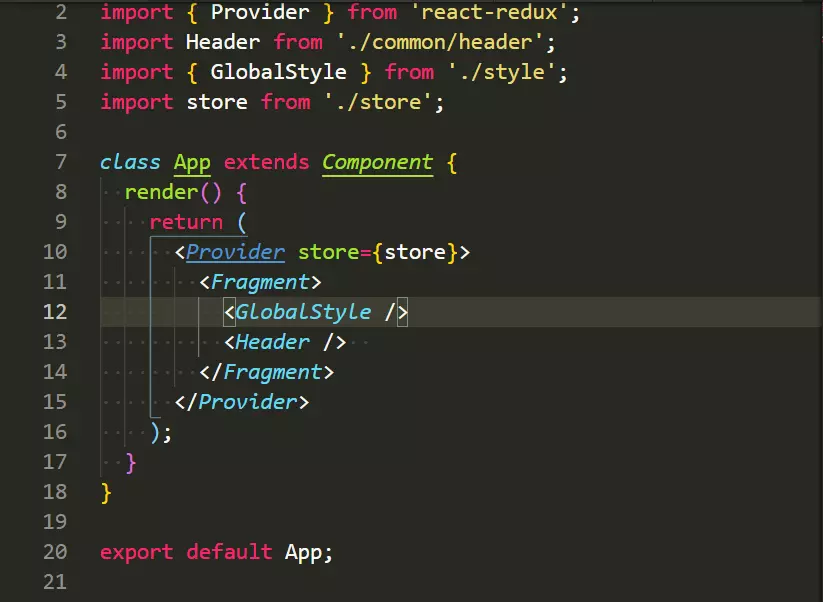 2 import { Provider } from 'react-redux';
3 import Header from './common/header';
4 import { GlobalStyle } from './style';
5 import store from './store';
6
7 class App extends Component {
8   render() {
9     return (
10       <Provider store={store}>
11         <Fragment>
12           <GlobalStyle />
13           <Header />
14         </Fragment>
15       </Provider>
16     );
17   }
18 }
19
20 export default App;
21